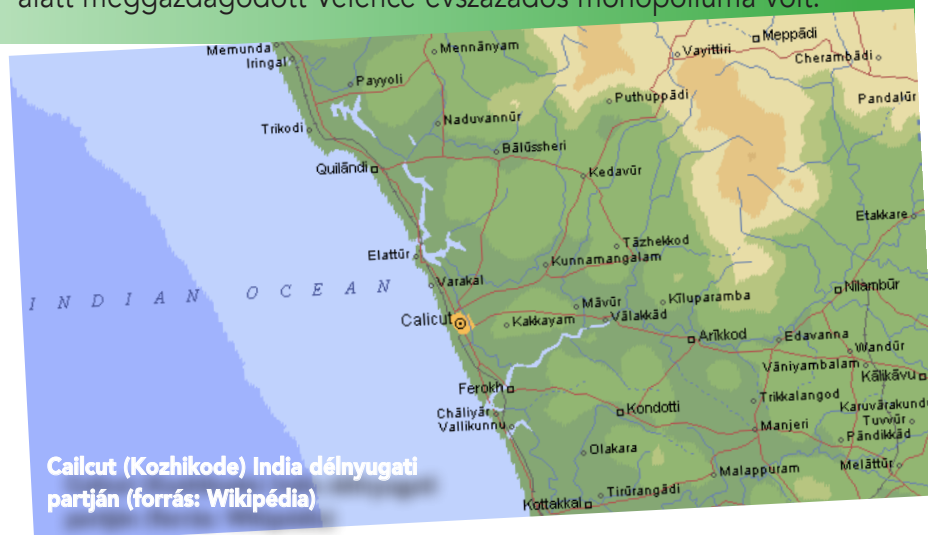 alatt meggazdagodott Velence évszázados monopóliuma volt.
Memunda
Iringal
Mennānyam
Vayittiri
Meppādi
Cherambādi
Payyoli
Puthuppādi
Pandalūr
Trikodi
Naduvannūr
Bālūssheri
Quilāndi
Kedavūr
Etakkare
Elattūr
Tāzhekkod
Kunnamangalam
Varakal
INDIAN OCEAN
Nilambūr
Māvūr
Kīluparamba
Calicut
Kakkayam
Vālakkād
Arīkkod
Edavanna
Wandūr
Vāniyambalam
Kālikāvu
Ferokh
Trikkalangod
Karuvārakundu
Chāliyār
Vallikunnu
Kondotti
Manjeri
Tuvvūr
Pāndikkād
Olakara
Malappuram
Melāttūr
Cailcut (Kozhikode) India délnyugati
partján (forrás: Wikipédia)
Tirūrangādi
Kottakkal